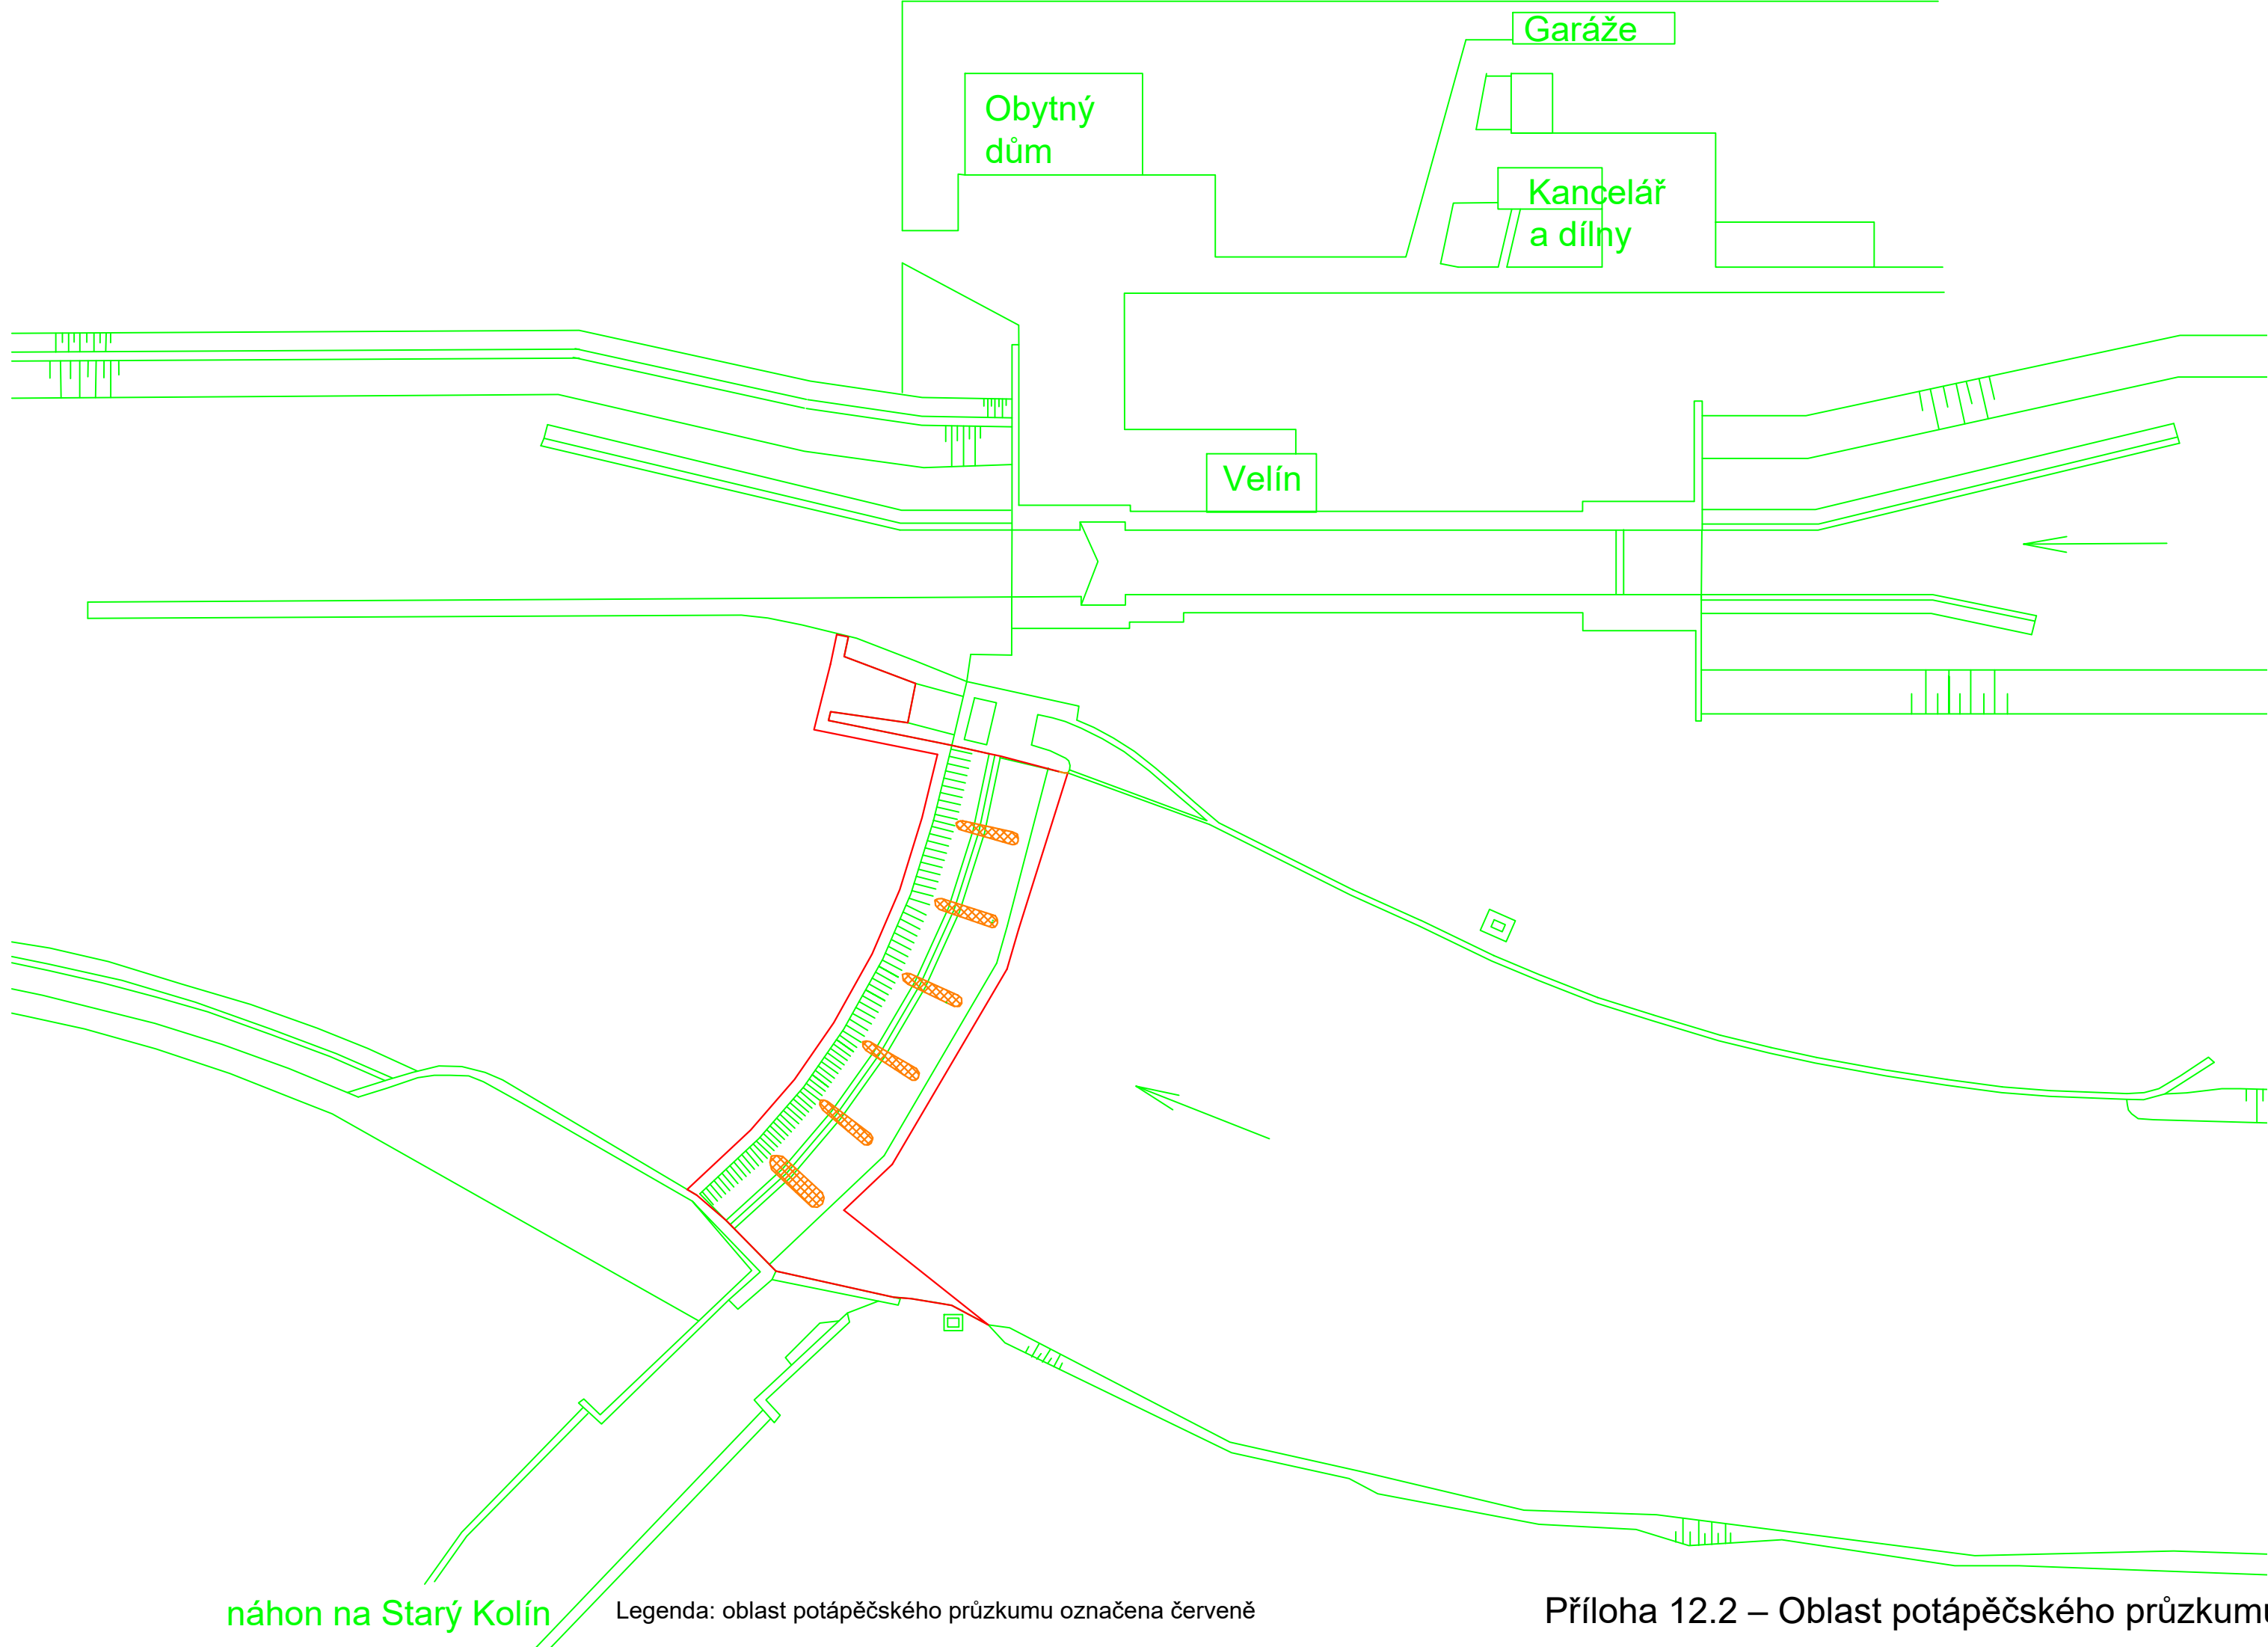 Garáže
Obytný
dům
Kancelář
a dílny
Velín
náhon na Starý Kolín
Legenda: oblast potápěčského průzkumu označena červeně
Příloha 12.2 – Oblast potápěčského průzkumu